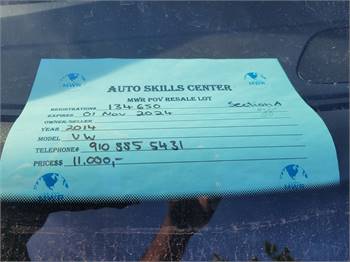 MWR
AUTO SKILLS CENTER
MWR
MWR POV RESALE LOT
REGISTRATION# 134650 Section A
EXPIRES 01 Nov 2024
OWNER/SELLER
YEAR 2014
MODEL VW
TELEPHONE# 910 885 5431
PRICE$$ 11.000,-
MWR
MWR